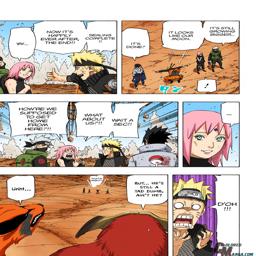 IT'S STILL
GROWING
BIGGER...
IT LOOKS
LIKE OUR
MOON...
IT'S
DONE?
SEALING
COMPLETE
!!
NOW IT'S
HAPPILY
EVER AFTER,
THE END!!
WAIT A
SEC!!
WHAT
ABOUT
US!!?
HOW'RE WE
SUPPOSED
TO GET
HOME FROM
HERE?!!
D'OH
!!!
BUT... HE'S
STILL A
TAD DUMB,
AIN'T HE?
UHH...